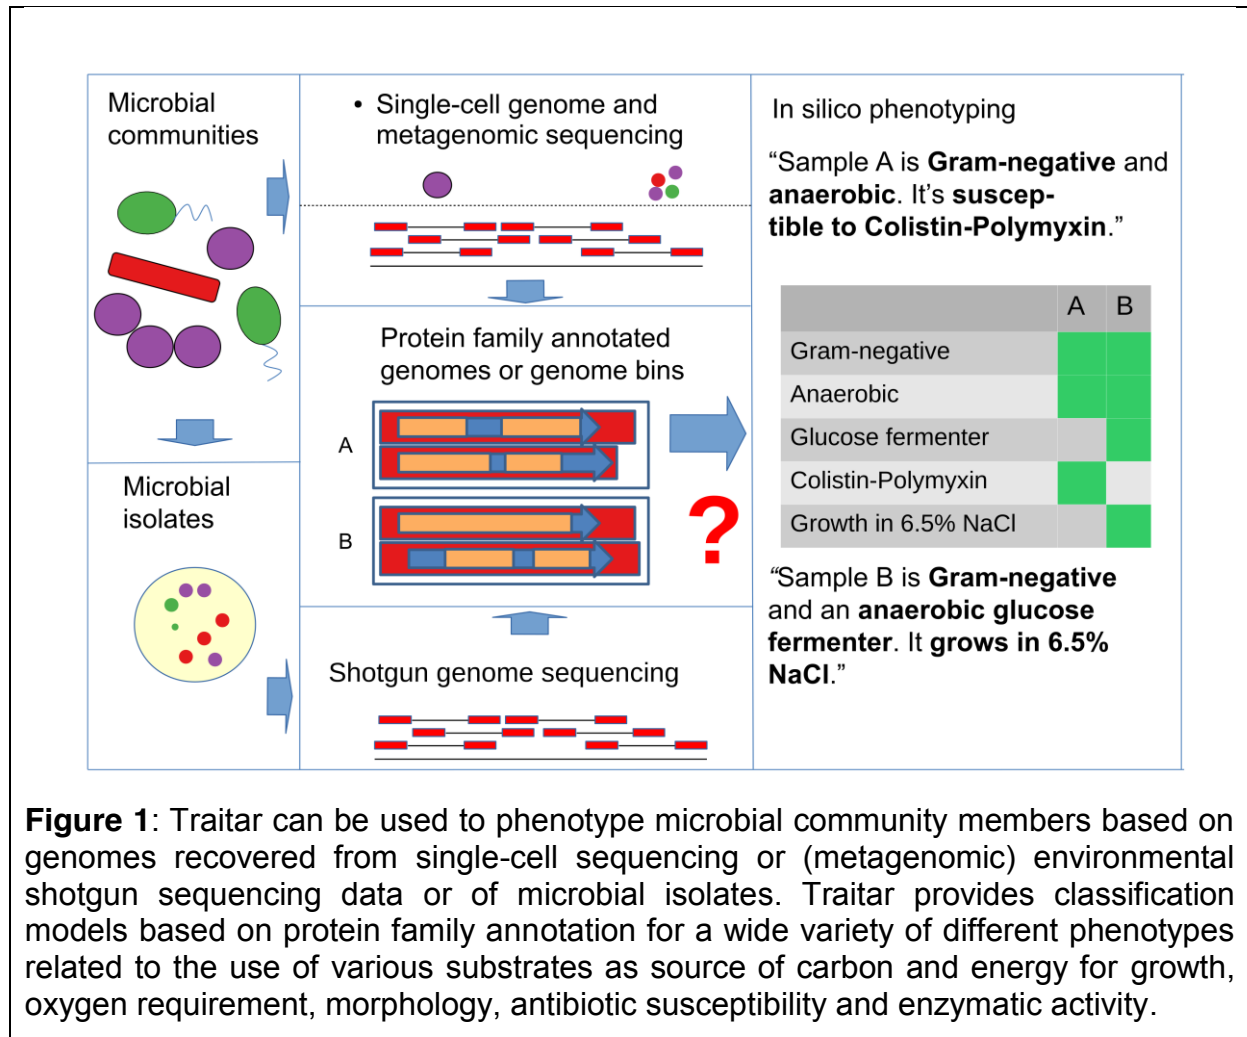 Microbial
communities
• Single-cell genome and
metagenomic sequencing
Protein family annotated
genomes or genome bins
A
B
?
Microbial
isolates
Shotgun genome sequencing
In silico phenotyping
“Sample A is Gram-negative and
anaerobic. It’s suscep-
tible to Colistin-Polymyxin.”
A B
Gram-negative
Anaerobic
Glucose fermenter
Colistin-Polymyxin
Growth in 6.5% NaCl
“Sample B is Gram-negative
and an anaerobic glucose
fermenter. It grows in 6.5%
NaCl.”
Figure 1: Traitar can be used to phenotype microbial community members based on
genomes recovered from single-cell sequencing or (metagenomic) environmental
shotgun sequencing data or of microbial isolates. Traitar provides classification
models based on protein family annotation for a wide variety of different phenotypes
related to the use of various substrates as source of carbon and energy for growth,
oxygen requirement, morphology, antibiotic susceptibility and enzymatic activity.